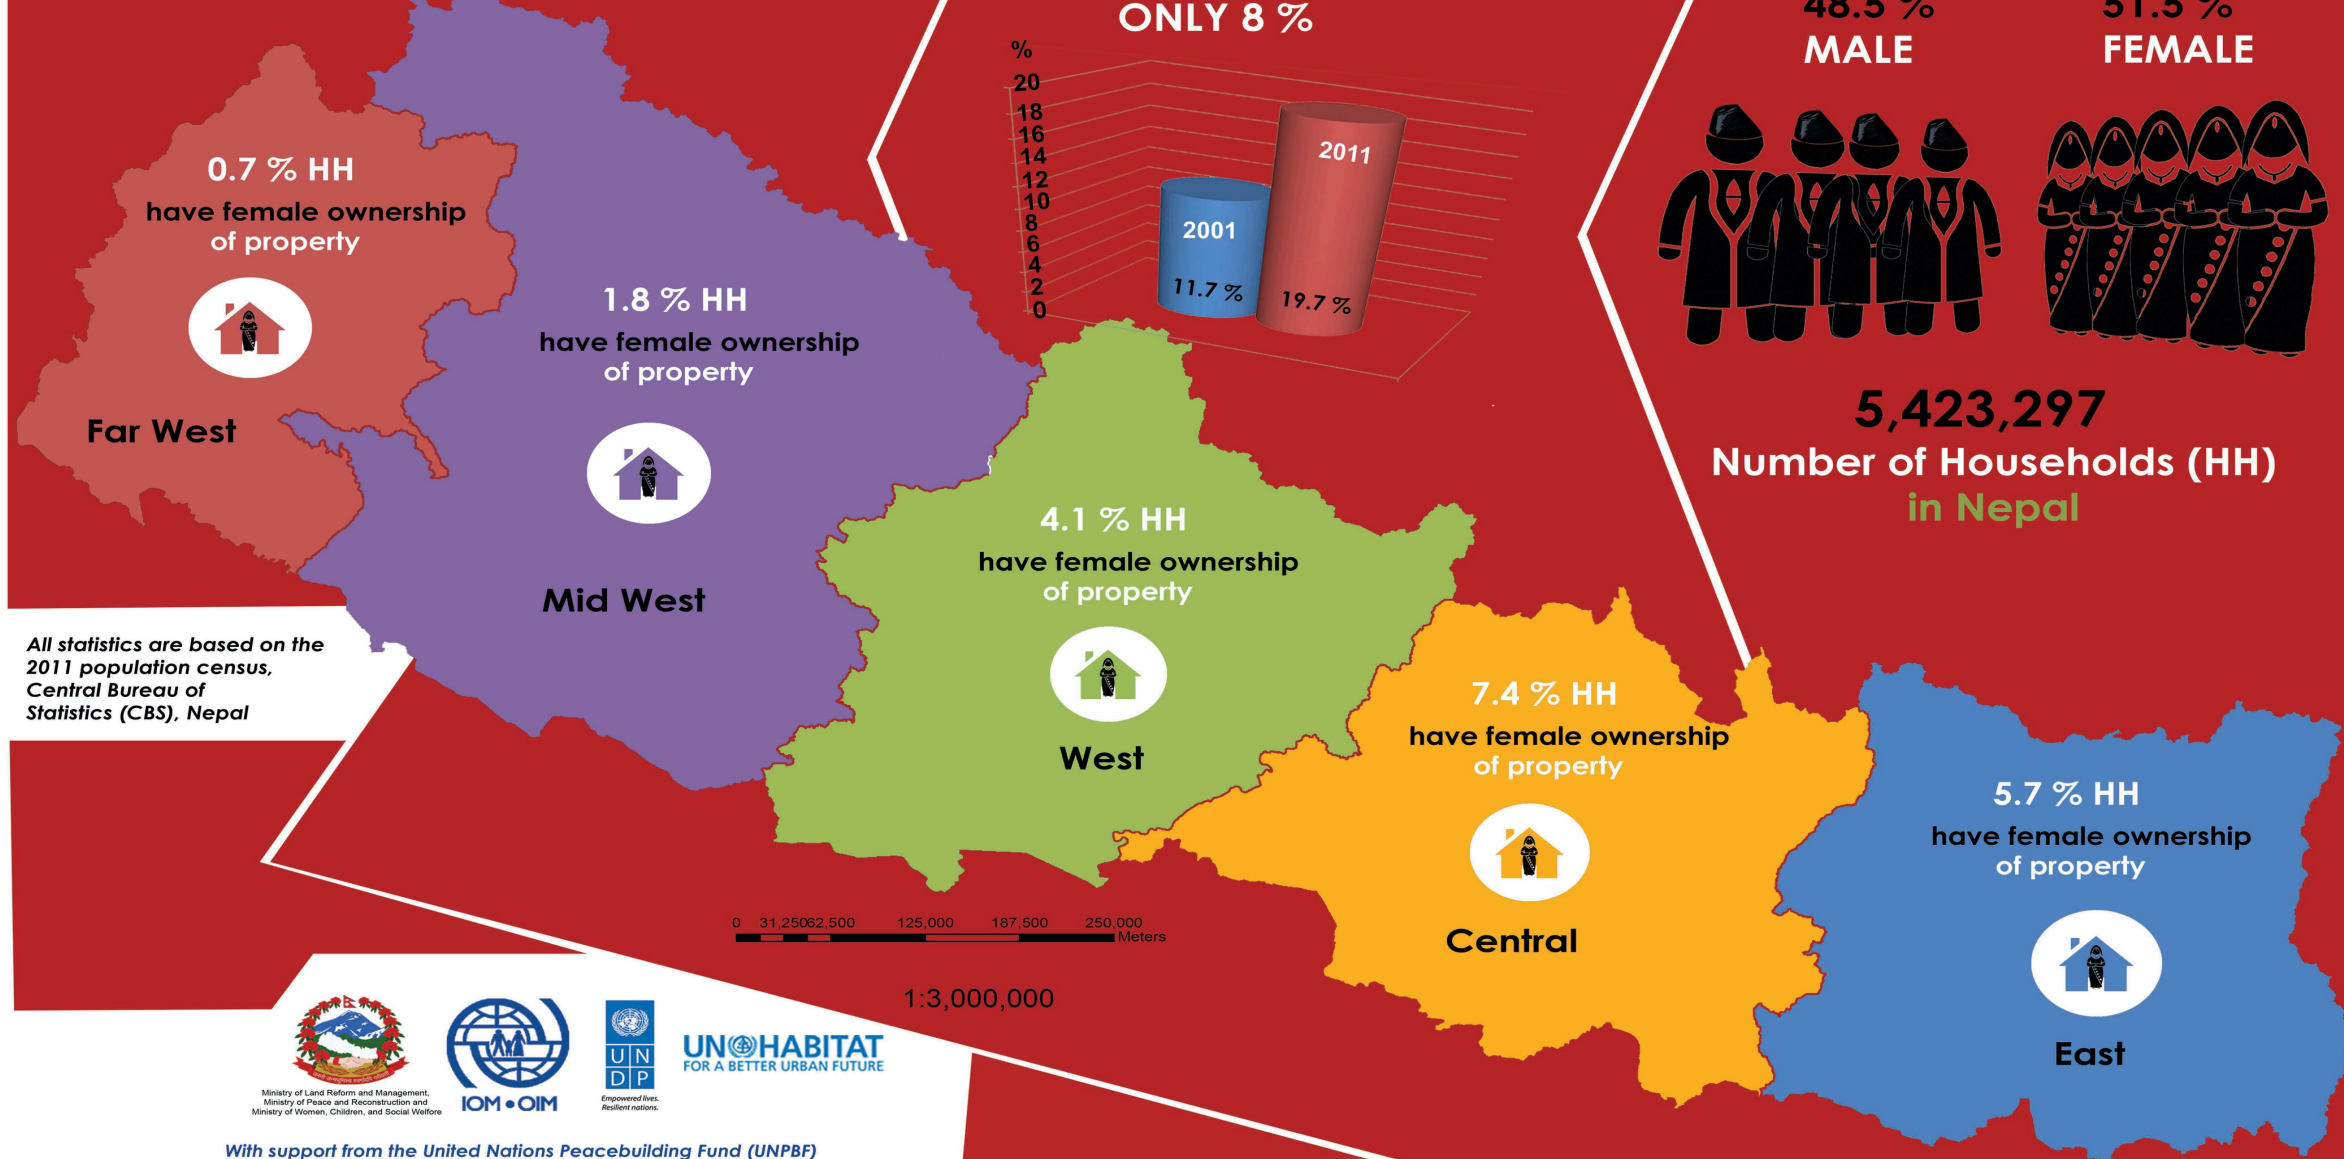 ONLY 8 %
48.5 %
MALE
51.5 %
FEMALE
%
20
18
16
14
12
10
8
6
4
2
0
2001
11.7 %
2011
19.7 %
5,423,297
Number of Households (HH)
in Nepal
0.7 % HH
have female ownership
of property
Far West
1.8 % HH
have female ownership
of property
Mid West
4.1 % HH
have female ownership
of property
West
7.4 % HH
have female ownership
of property
Central
5.7 % HH
have female ownership
of property
East
All statistics are based on the
2011 population census,
Central Bureau of
Statistics (CBS), Nepal
0 31,250 62,500 125,000 187,500 250,000
Meters
1:3,000,000
Ministry of Land Reform and Management,
Ministry of Peace and Reconstruction and
Ministry of Women, Children, and Social Welfore
IOM • OIM
U N
D P
Empowered lives.
Resilient nations.
UN HABITAT
FOR A BETTER URBAN FUTURE
With support from the United Nations Peacebuilding Fund (UNPBF)